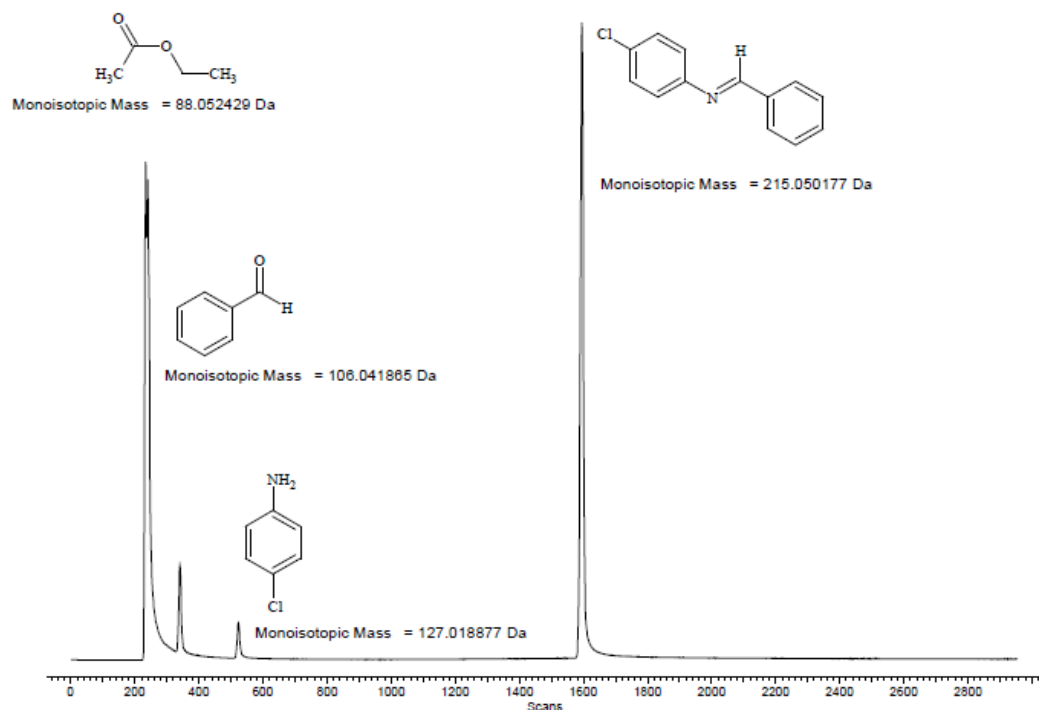 O
O
H₃C
CH₃
Monoisotopic Mass = 88.052429 Da
Cl
H
N
Monoisotopic Mass = 215.050177 Da
O
H
Monoisotopic Mass = 106.041865 Da
NH₂
Cl
Monoisotopic Mass = 127.018877 Da
0 200 400 600 800 1000 1200 1400 1600 1800 2000 2200 2400 2600 2800
Scans